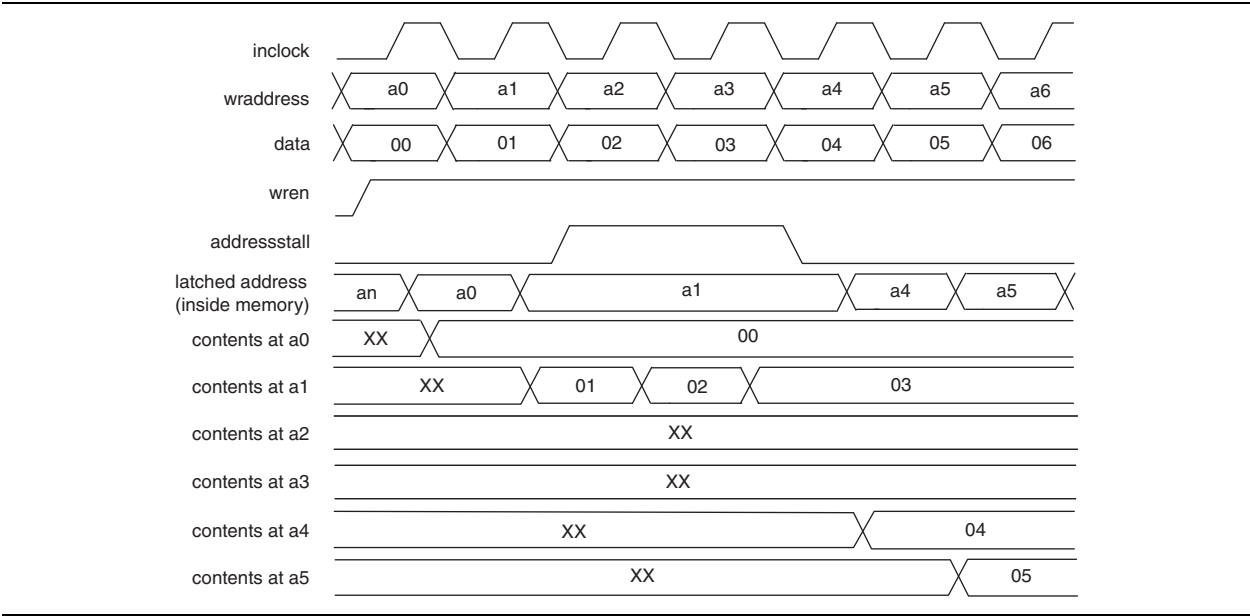 inclock
wraddress a0 a1 a2 a3 a4 a5 a6
data 00 01 02 03 04 05 06
wren
addressstall
latched address
(inside memory) an a0 a1 a4 a5
contents at a0 XX 00
contents at a1 XX 01 02 03
contents at a2 XX
contents at a3 XX
contents at a4 XX 04
contents at a5 XX 05